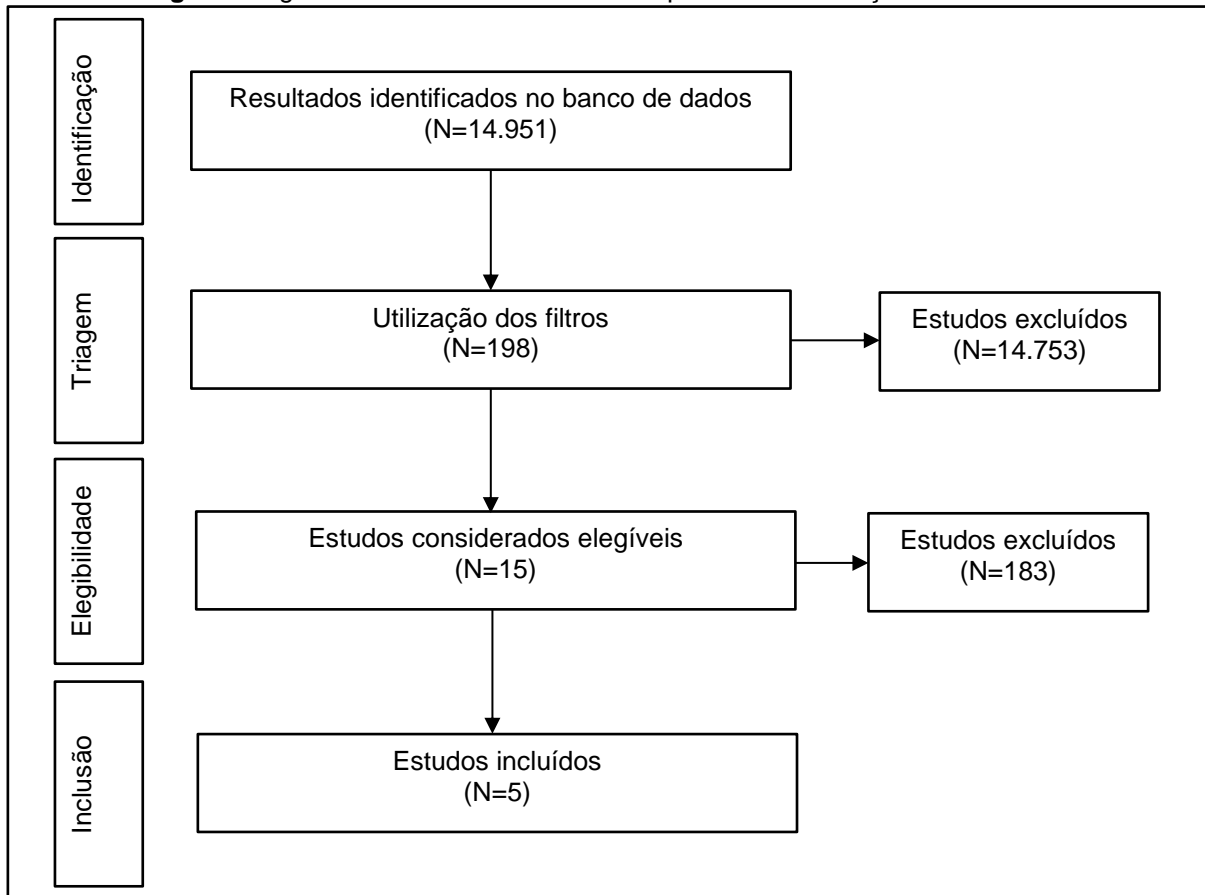 Identificação
Resultados identificados no banco de dados
(N=14.951)
Triagem
Utilização dos filtros
(N=198)
Estudos excluídos
(N=14.753)
Elegibilidade
Estudos considerados elegíveis
(N=15)
Estudos excluídos
(N=183)
Inclusão
Estudos incluídos
(N=5)